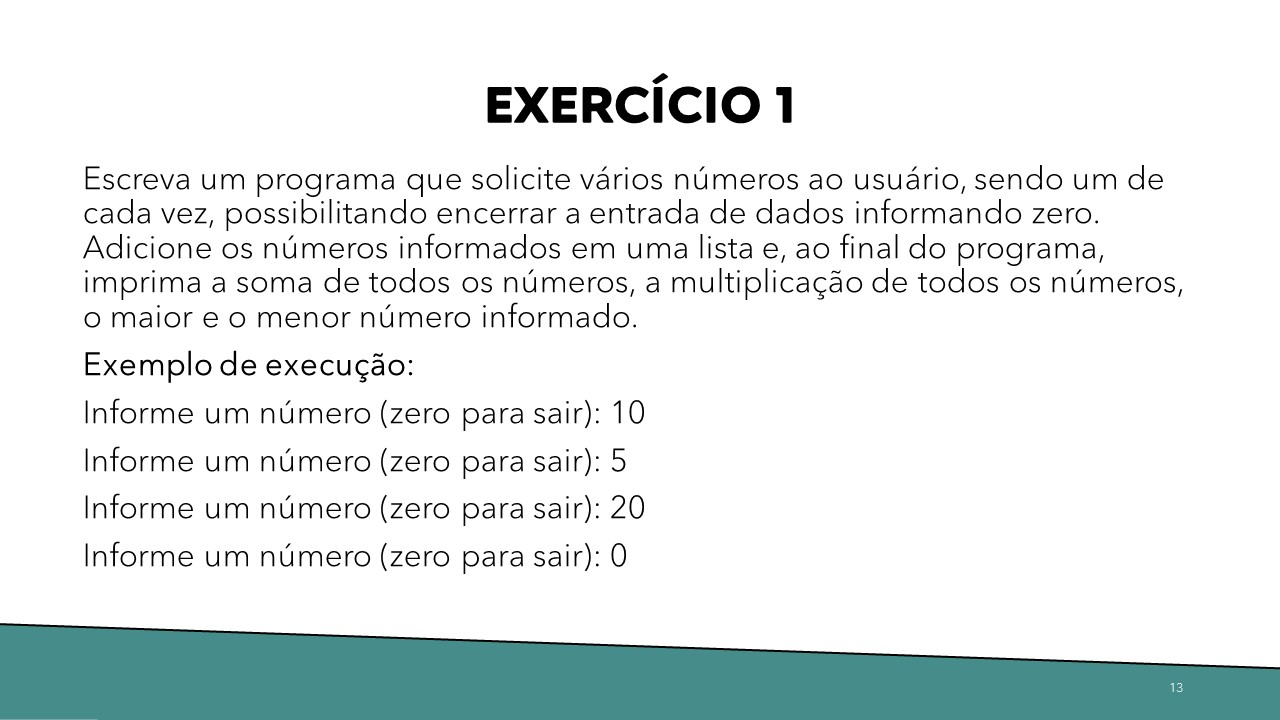 EXERCÍCIO 1
Escreva um programa que solicite vários números ao usuário, sendo um de
cada vez, possibilitando encerrar a entrada de dados informando zero.
Adicione os números informados em uma lista e, ao final do programa,
imprima a soma de todos os números, a multiplicação de todos os números,
o maior e o menor número informado.
Exemplo de execução:
Informe um número (zero para sair): 10
Informe um número (zero para sair): 5
Informe um número (zero para sair): 20
Informe um número (zero para sair): 0
13